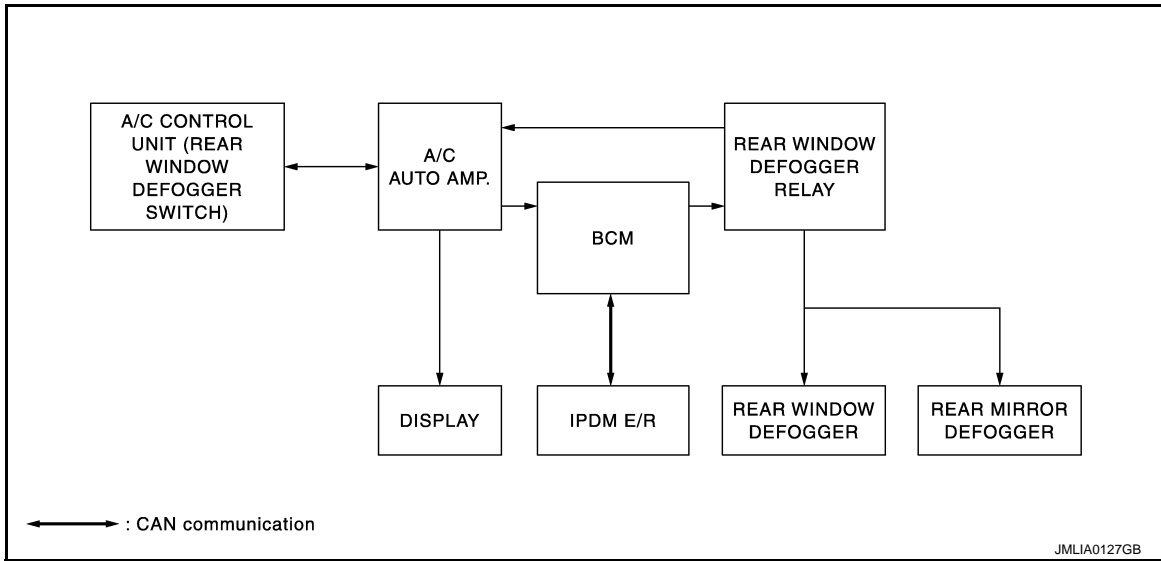 A/C CONTROL
UNIT (REAR
WINDOW
DEFOGGER
SWITCH)
A/C
AUTO AMP.
BCM
REAR WINDOW
DEFOGGER
RELAY
DISPLAY
IPDM E/R
REAR WINDOW
DEFOGGER
REAR MIRROR
DEFOGGER
: CAN communication
JMLIA0127GB